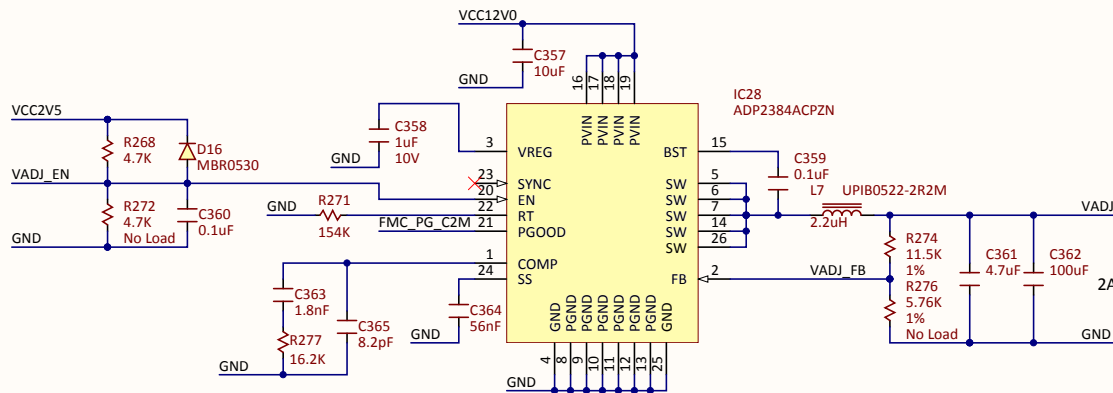 VCC12V0
C357
10uF
GND
16
17
18
19
PVIN
PVIN
PVIN
PVIN
IC28
ADP2384ACPZN
VCC2V5
R268
4.7K
D16
MBR0530
VADJ_EN
R272
4.7K
No Load
C360
0.1uF
GND
C358
1uF
10V
GND
3
VREG
23
SYNC
20
EN
GND
R271
154K
22
RT
FMC_PG_C2M
21
PGOOD
1
COMP
24
SS
C363
1.8nF
R277
16.2K
C365
8.2pF
GND
C364
56nF
GND
15
BST
C359
0.1uF
5
SW
6
SW
7
SW
14
SW
26
SW
L7
UPIB0522-2R2M
2.2uH
VADJ
2
FB
VADJ_FB
R274
11.5K
1%
R276
5.76K
1%
No Load
C361
4.7uF
C362
100uF
2A
GND
GND
PGND
PGND
PGND
PGND
PGND
PGND
GND
4
8
9
10
11
12
13
25
GND